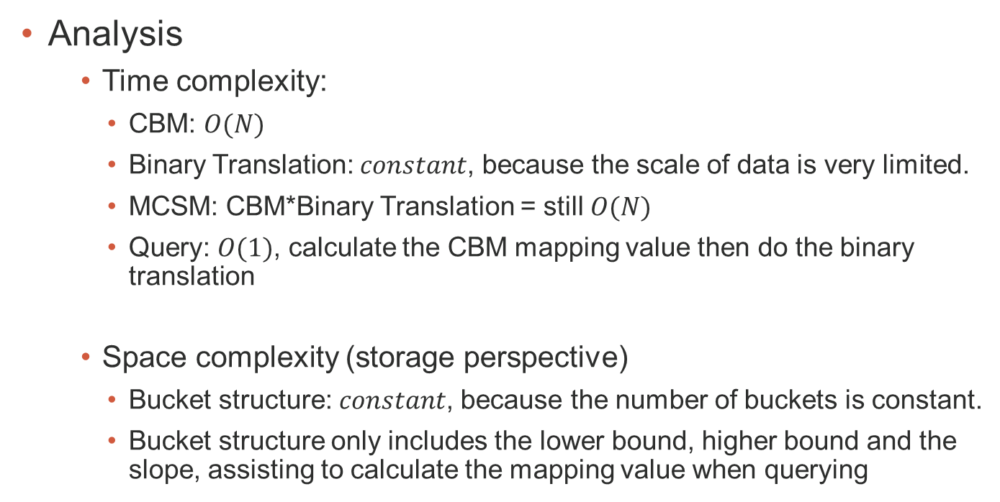 • Analysis
• Time complexity:
• CBM: O(N)
• Binary Translation: constant, because the scale of data is very limited.
• MCSM: CBM*Binary Translation = still O(N)
• Query: O(1), calculate the CBM mapping value then do the binary
translation
• Space complexity (storage perspective)
• Bucket structure: constant, because the number of buckets is constant.
• Bucket structure only includes the lower bound, higher bound and the
slope, assisting to calculate the mapping value when querying